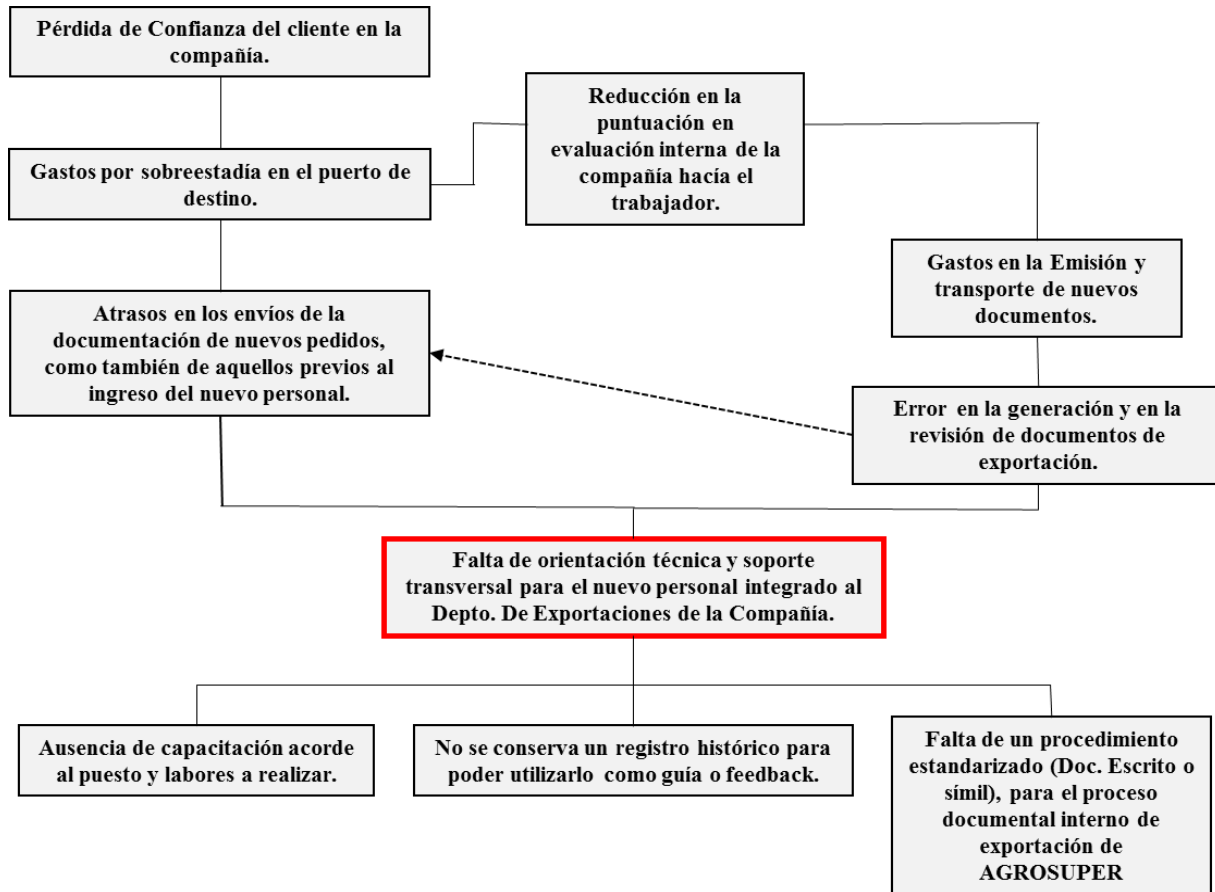 Pérdida de Confianza del cliente en la
compañía.
Reducción en la
puntuación en
evaluación interna de la
compañía hacía el
trabajador.
Gastos por sobreestadía en el puerto de
destino.
Gastos en la Emisión y
transporte de nuevos
documentos.
Atrasos en los envíos de la
documentación de nuevos pedidos,
como también de aquellos previos al
ingreso del nuevo personal.
Error en la generación y en la
revisión de documentos de
exportación.
Falta de orientación técnica y soporte
transversal para el nuevo personal integrado al
Depto. De Exportaciones de la Compañía.
Ausencia de capacitación acorde
al puesto y labores a realizar.
No se conserva un registro histórico para
poder utilizarlo como guía o feedback.
Falta de un procedimiento
estandarizado (Doc. Escrito o
símil), para el proceso
documental interno de
exportación de
AGROSUPER